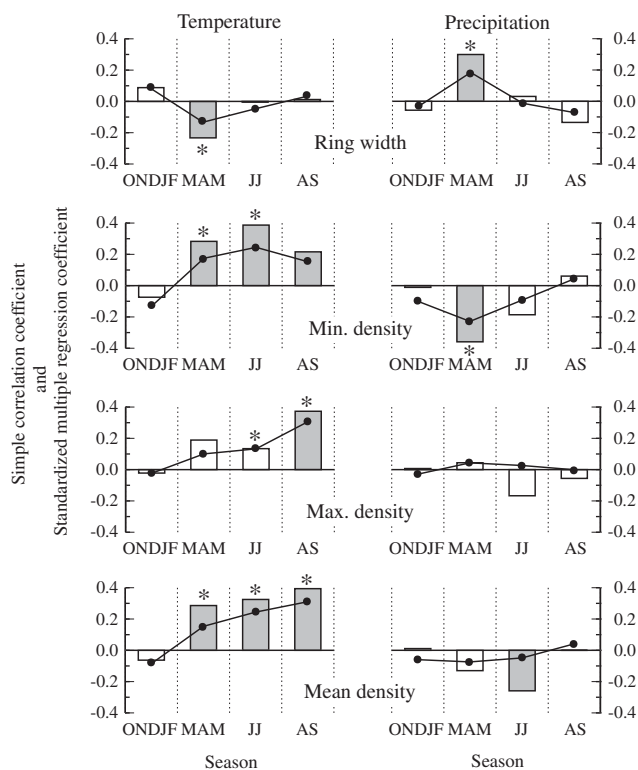 Temperature
Precipitation
0.4
0.2
0.0
-0.2
-0.4
*
*
0.4
0.2
0.0
-0.2
-0.4
Ring width
ONDJF MAM JJ AS
ONDJF MAM JJ AS
0.4
0.2
0.0
-0.2
-0.4
*
*
*
0.4
0.2
0.0
-0.2
-0.4
Min. density
ONDJF MAM JJ AS
ONDJF MAM JJ AS
Simple correlation coefficient
and
Standardized multiple regression coefficient
0.4
0.2
0.0
-0.2
-0.4
*
*
0.4
0.2
0.0
-0.2
-0.4
Max. density
ONDJF MAM JJ AS
ONDJF MAM JJ AS
0.4
0.2
0.0
-0.2
-0.4
*
*
*
0.4
0.2
0.0
-0.2
-0.4
Mean density
ONDJF MAM JJ AS
ONDJF MAM JJ AS
Season
Season